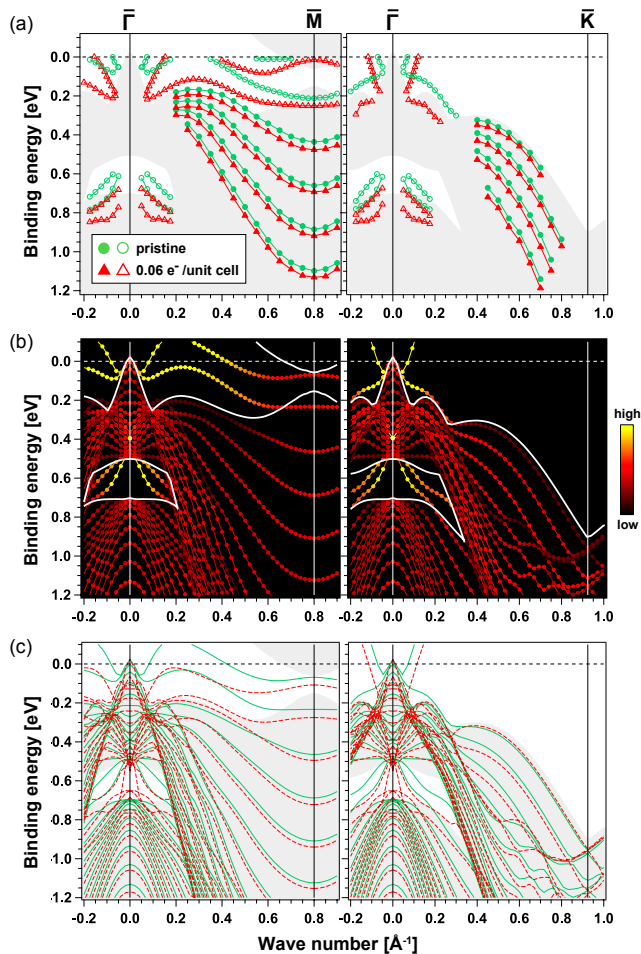 (a)
Γ̅ M̅ Γ̅ K̅
Binding energy [eV]
0.0
0.2
0.4
0.6
0.8
1.0
1.2
pristine
0.06 e⁻ /unit cell
-0.2 0.0 0.2 0.4 0.6 0.8 -0.2 0.0 0.2 0.4 0.6 0.8 1.0
(b)
Binding energy [eV]
0.0
0.2
0.4
0.6
0.8
1.0
1.2
high
low
-0.2 0.0 0.2 0.4 0.6 0.8 -0.2 0.0 0.2 0.4 0.6 0.8 1.0
(c)
Binding energy [eV]
0.0
-0.2
-0.4
-0.6
-0.8
-1.0
-1.2
-0.2 0.0 0.2 0.4 0.6 0.8 -0.2 0.0 0.2 0.4 0.6 0.8 1.0
Wave number [Å⁻¹]